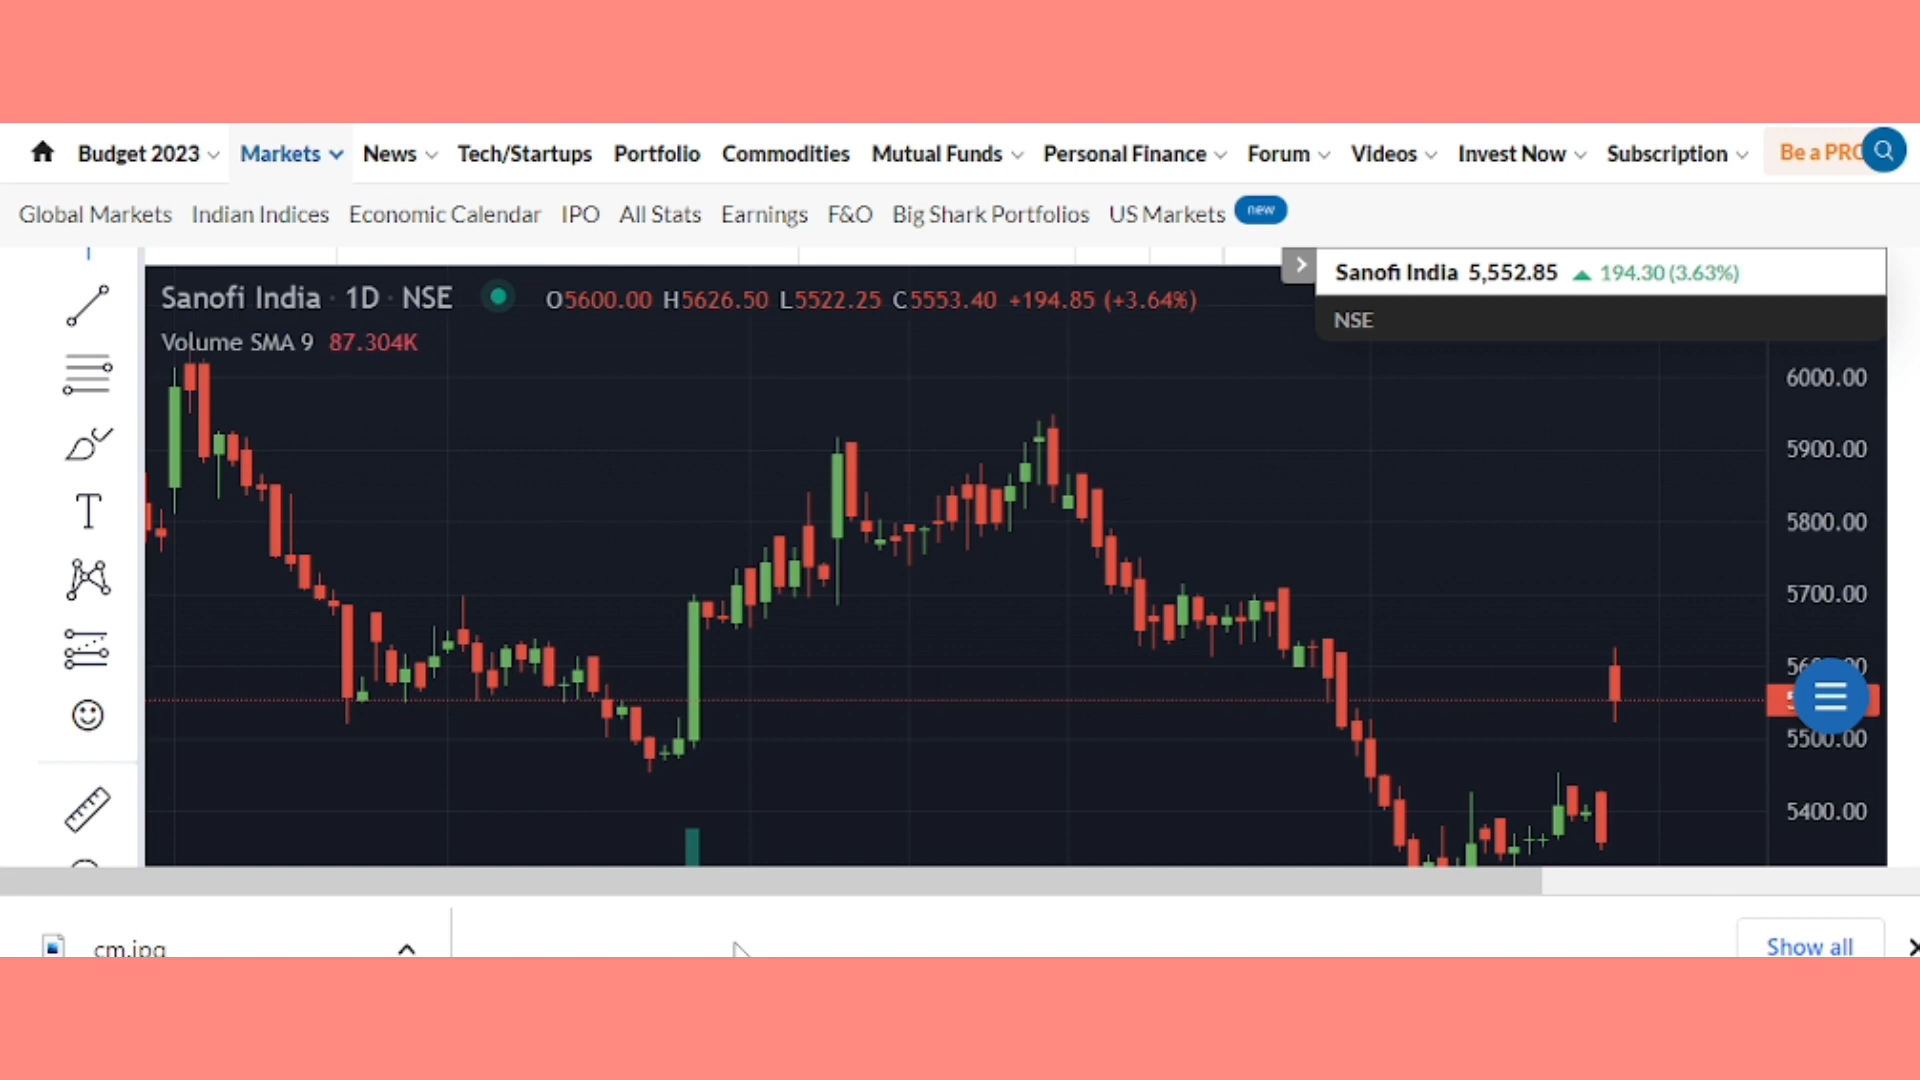 Budget 2023 Markets News Tech/Startups Portfolio Commodities Mutual Funds Personal Finance Forum Videos Invest Now Subscription Be a PRO
Global Markets Indian Indices Economic Calendar IPO All Stats Earnings F&O Big Shark Portfolios US Markets new
Sanofi India 5,552.85 ▲ 194.30 (3.63%)
NSE
Sanofi India · 1D · NSE O5600.00 H5626.50 L5522.25 C5553.40 +194.85 (+3.64%)
Volume SMA 9 87.304K
6000.00
5900.00
5800.00
5700.00
5500.00
5400.00
T
cm.jpg
Show all